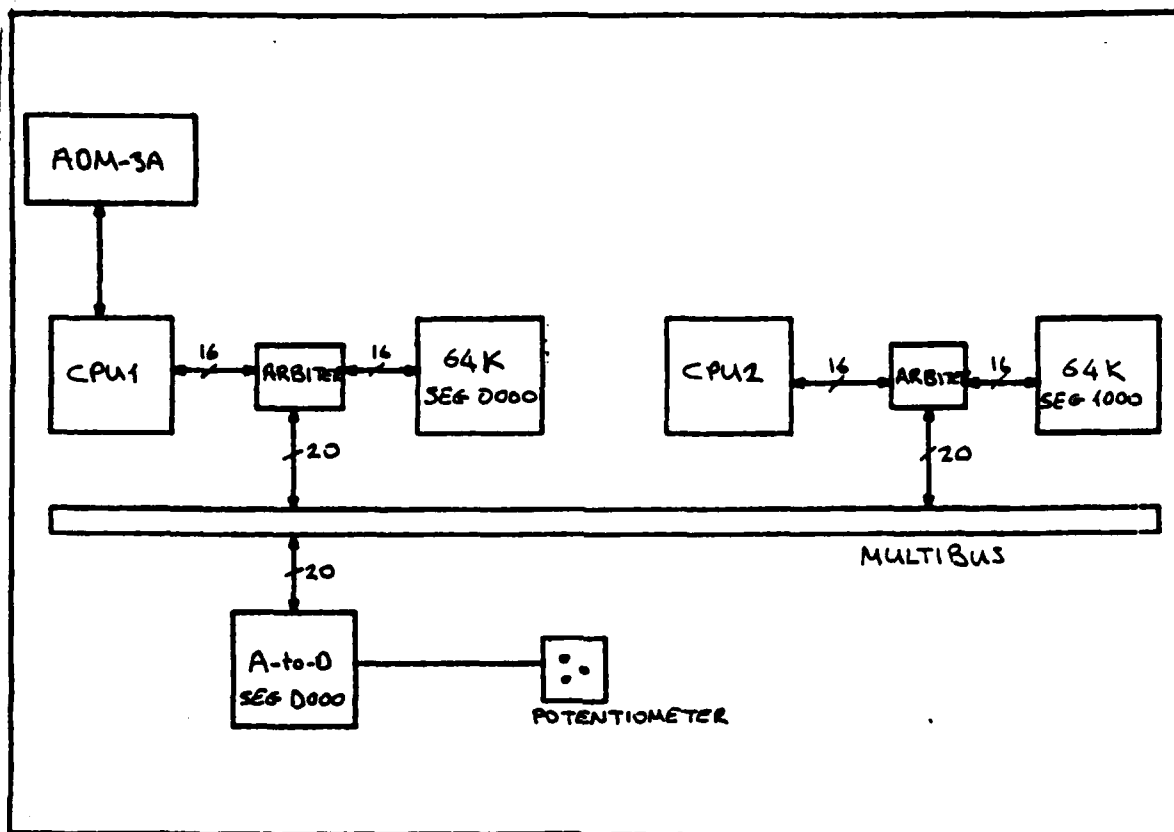 ADM-3A
CPU1
16
ARBITER
16
64K
SEG 0000
CPU2
16
ARBITER
16
64K
SEG 1000
20
20
MULTIBUS
20
A-to-D
SEG D000
POTENTIOMETER